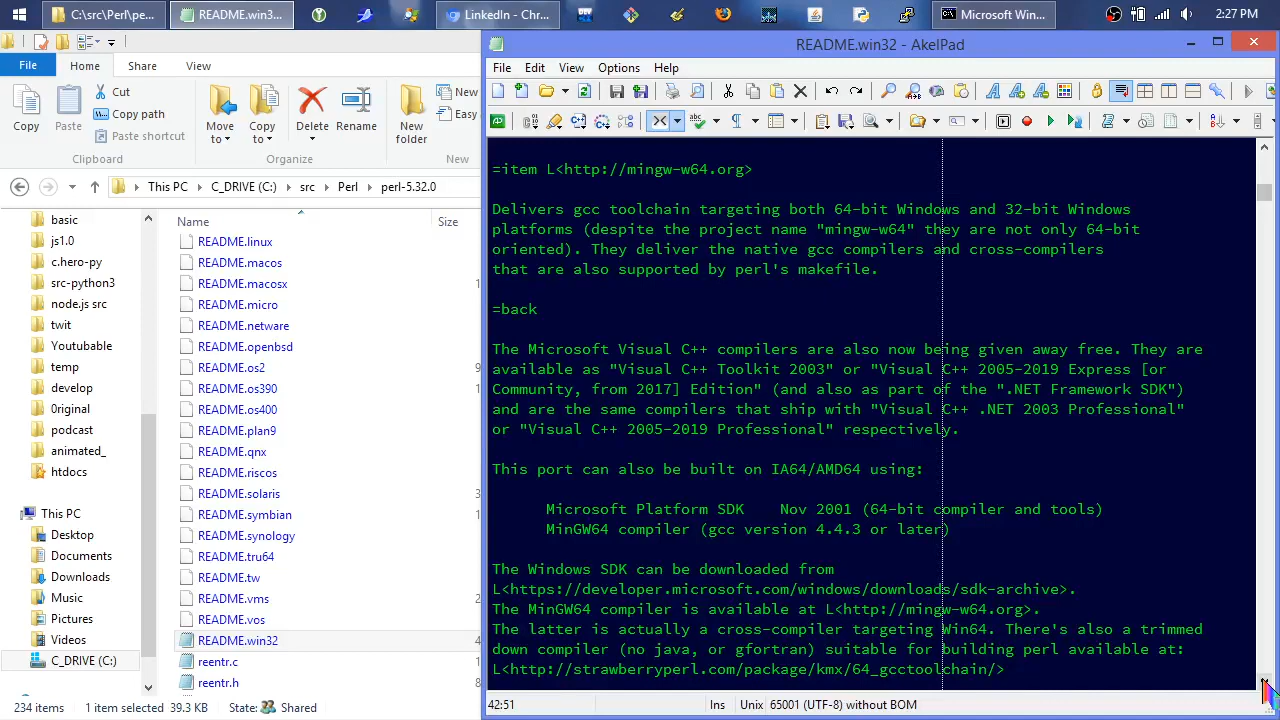 C:\src\Perl\pe...
README.win3...
LinkedIn - Chr...
Microsoft Win...
2:27 PM
README.win32 - AkelPad
File
Home
Share
View
File
Edit
View
Options
Help
Copy
Paste
Cut
Copy path
Paste shortcut
Move to
Copy to
Delete
Rename
New folder
New
Easy
Clipboard
Organize
New
This PC
C_DRIVE (C:)
src
Perl
perl-5.32.0
Name
Size
basic
js1.0
c.hero-py
src-python3
node.js src
twit
Youtubable
temp
develop
0riginal
podcast
animated_
htdocs
This PC
Desktop
Documents
Downloads
Music
Pictures
Videos
C_DRIVE (C:)
README.linux
README.macos
README.macosx
README.micro
README.netware
README.openbsd
README.os2
README.os390
README.os400
README.plan9
README.qnx
README.riscos
README.solaris
README.symbian
README.synology
README.tru64
README.tw
README.vms
README.vos
README.win32
reentr.c
reentr.h
234 items
1 item selected
39.3 KB
State:
Shared
=item L<http://mingw-w64.org>
Delivers gcc toolchain targeting both 64-bit Windows and 32-bit Windows
platforms (despite the project name "mingw-w64" they are not only 64-bit
oriented). They deliver the native gcc compilers and cross-compilers
that are also supported by perl's makefile.
=back
The Microsoft Visual C++ compilers are also now being given away free. They are
available as "Visual C++ Toolkit 2003" or "Visual C++ 2005-2019 Express [or
Community, from 2017] Edition" (and also as part of the ".NET Framework SDK")
and are the same compilers that ship with "Visual C++ .NET 2003 Professional"
or "Visual C++ 2005-2019 Professional" respectively.
This port can also be built on IA64/AMD64 using:
Microsoft Platform SDK    Nov 2001 (64-bit compiler and tools)
MinGW64 compiler (gcc version 4.4.3 or later)
The Windows SDK can be downloaded from
L<https://developer.microsoft.com/windows/downloads/sdk-archive>.
The MinGW64 compiler is available at L<http://mingw-w64.org>.
The latter is actually a cross-compiler targeting Win64. There's also a trimmed
down compiler (no java, or gfortran) suitable for building perl available at:
L<http://strawberryperl.com/package/kmx/64_gcctoolchain/>
42:51
Ins
Unix
65001 (UTF-8) without BOM